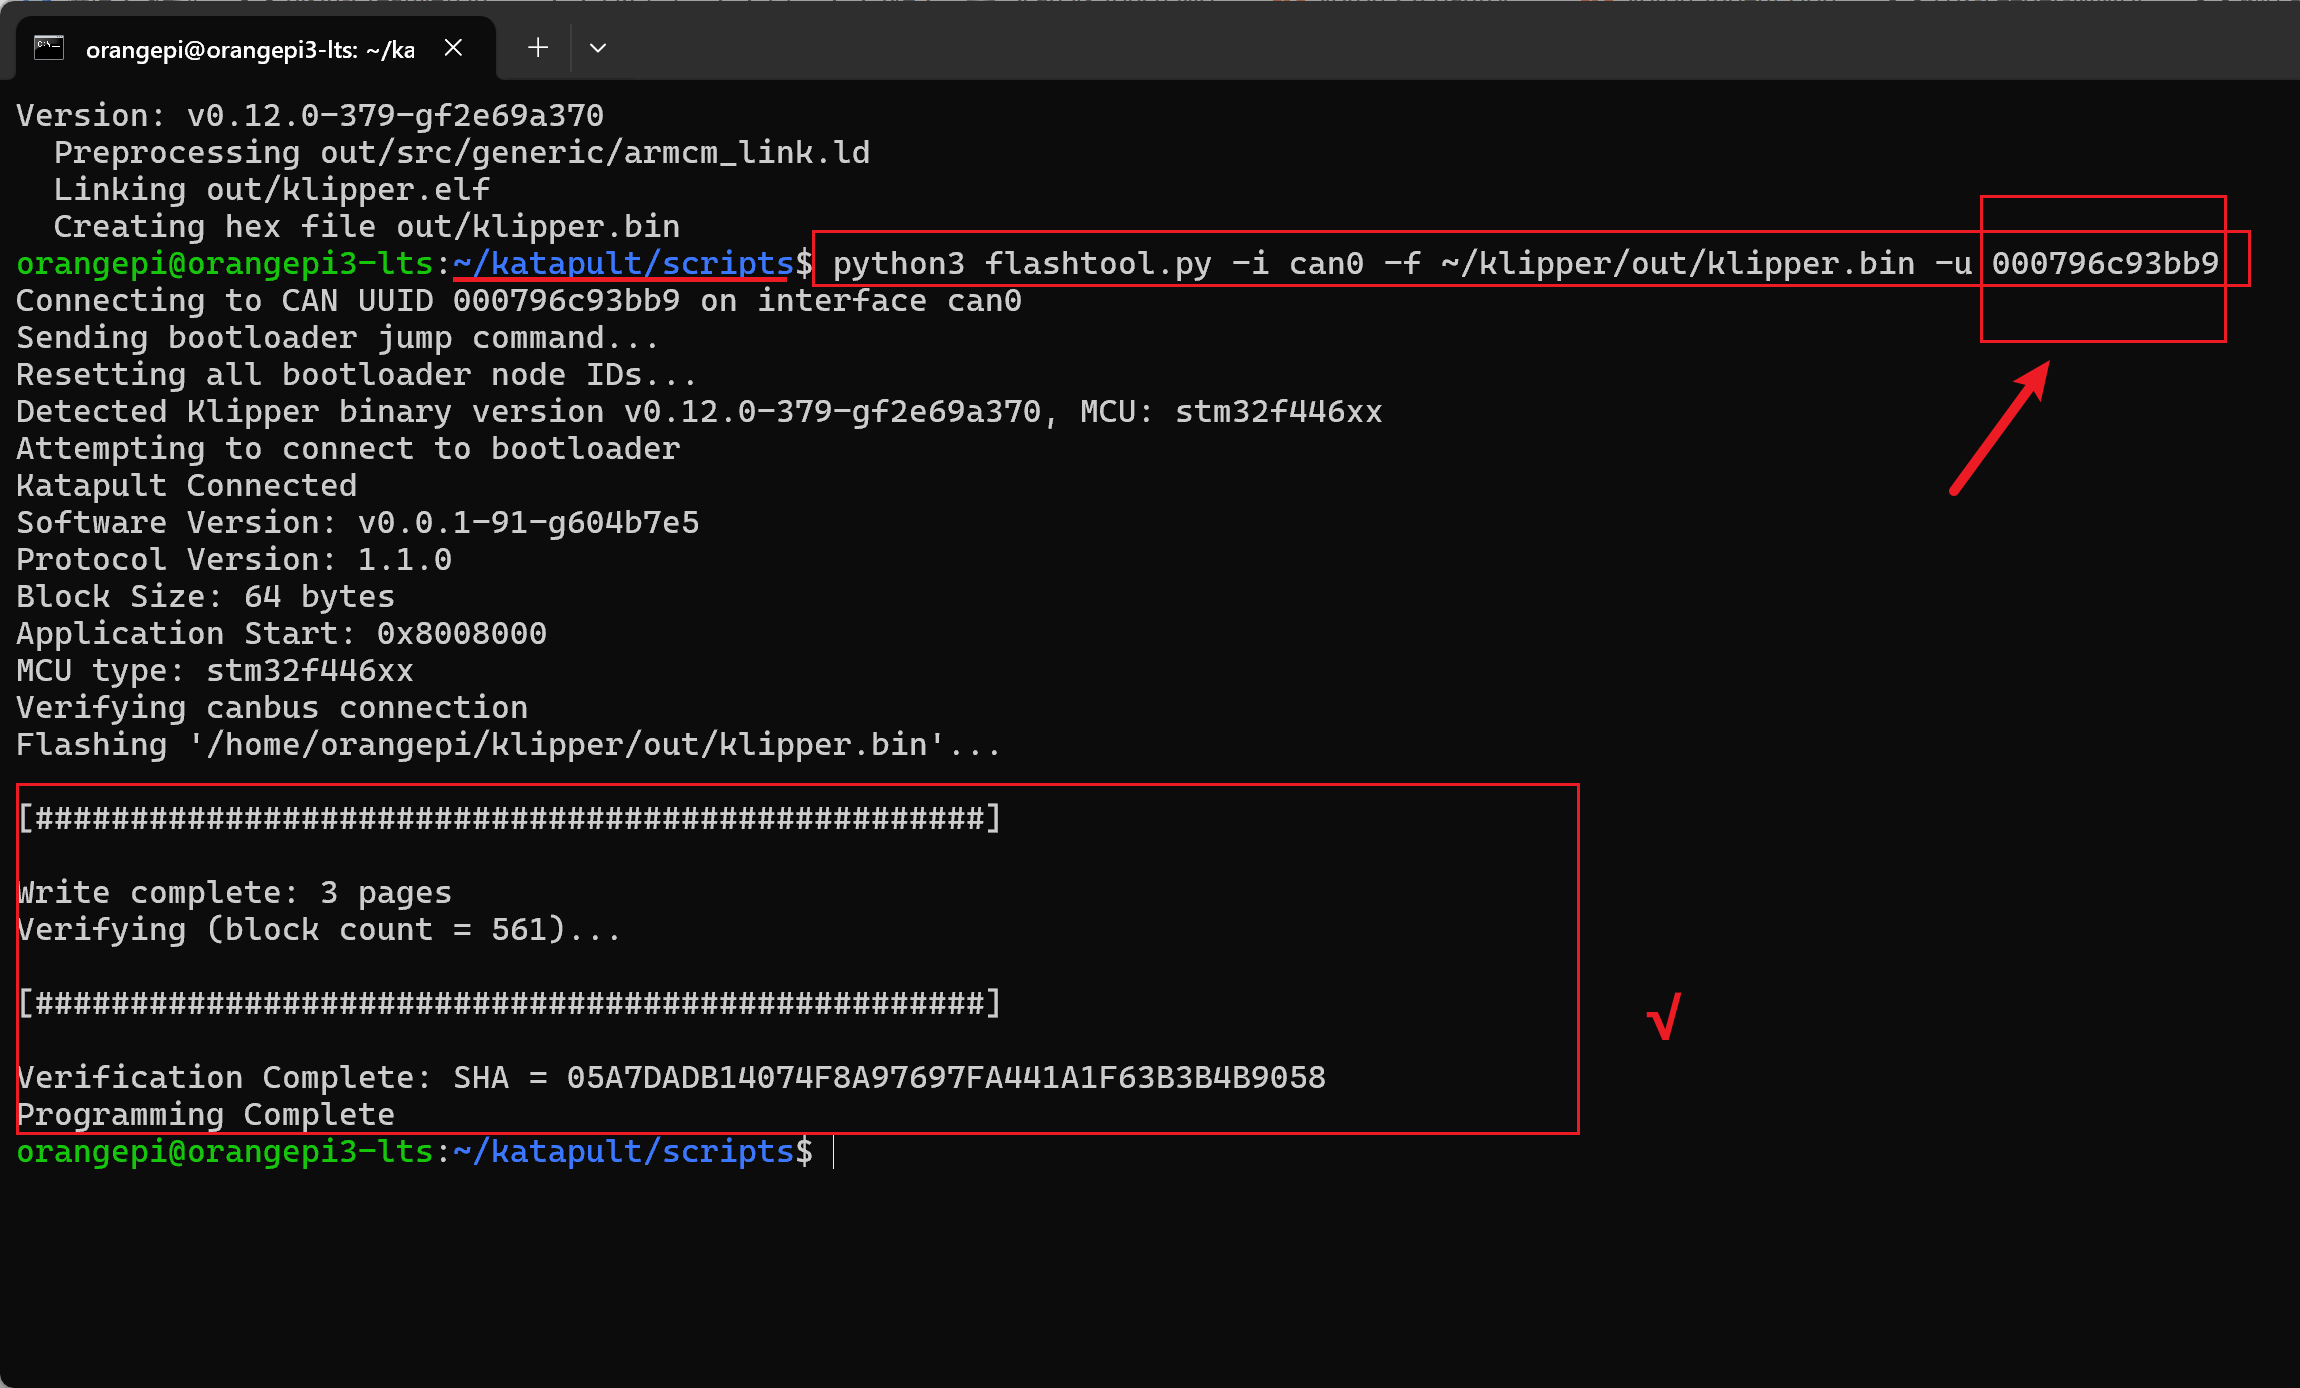 orangepi@orangepi3-lts: ~/ka
Version: v0.12.0-379-gf2e69a370
Preprocessing out/src/generic/armcm_link.ld
Linking out/klipper.elf
Creating hex file out/klipper.bin
orangepi@orangepi3-lts:~/katapult/scripts$ python3 flashtool.py -i can0 -f ~/klipper/out/klipper.bin -u 000796c93bb9
Connecting to CAN UUID 000796c93bb9 on interface can0
Sending bootloader jump command...
Resetting all bootloader node IDs...
Detected Klipper binary version v0.12.0-379-gf2e69a370, MCU: stm32f446xx
Attempting to connect to bootloader
Katapult Connected
Software Version: v0.0.1-91-g604b7e5
Protocol Version: 1.1.0
Block Size: 64 bytes
Application Start: 0x8008000
MCU type: stm32f446xx
Verifying canbus connection
Flashing '/home/orangepi/klipper/out/klipper.bin'...
[##################################################]
Write complete: 3 pages
Verifying (block count = 561)...
[##################################################]
√
Verification Complete: SHA = 05A7DADB14074F8A97697FA441A1F63B3B4B9058
Programming Complete
orangepi@orangepi3-lts:~/katapult/scripts$